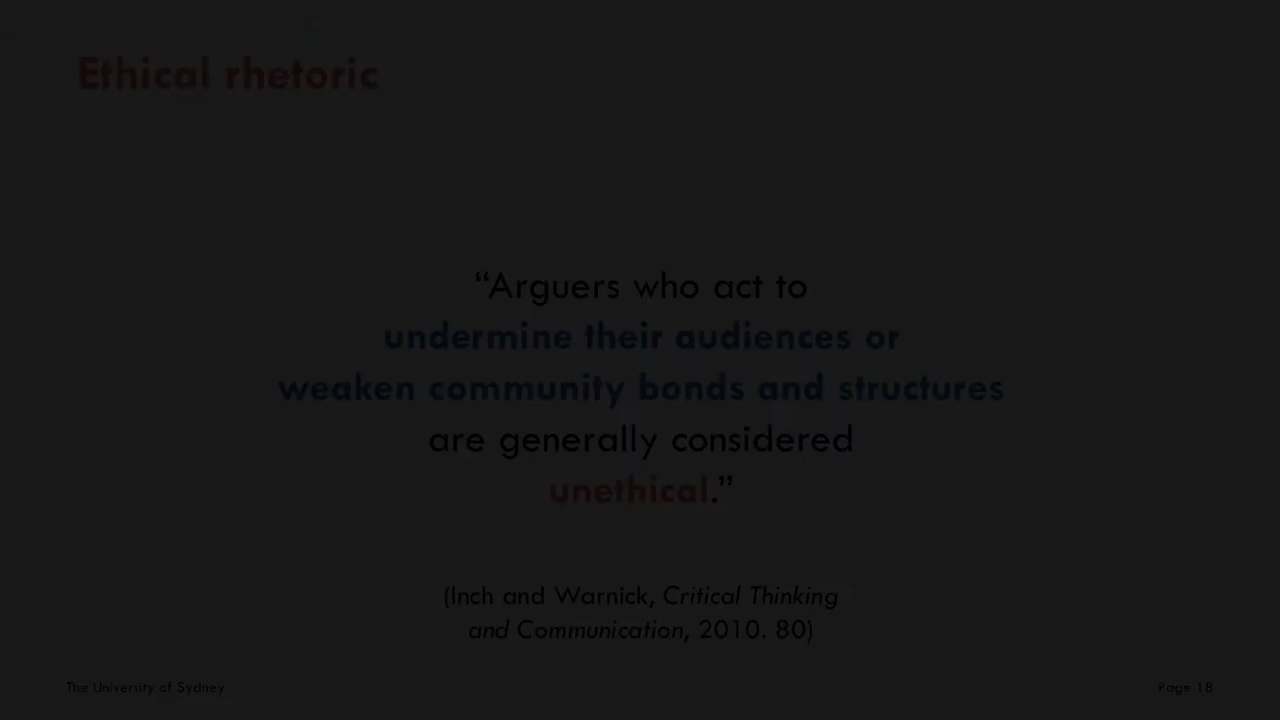 Ethical rhetoric
“Arguers who act to
undermine their audiences or
weaken community bonds and structures
are generally considered
unethical.”
(Inch and Warnick, Critical Thinking
and Communication, 2010. 80)
The University of Sydney
Page 18